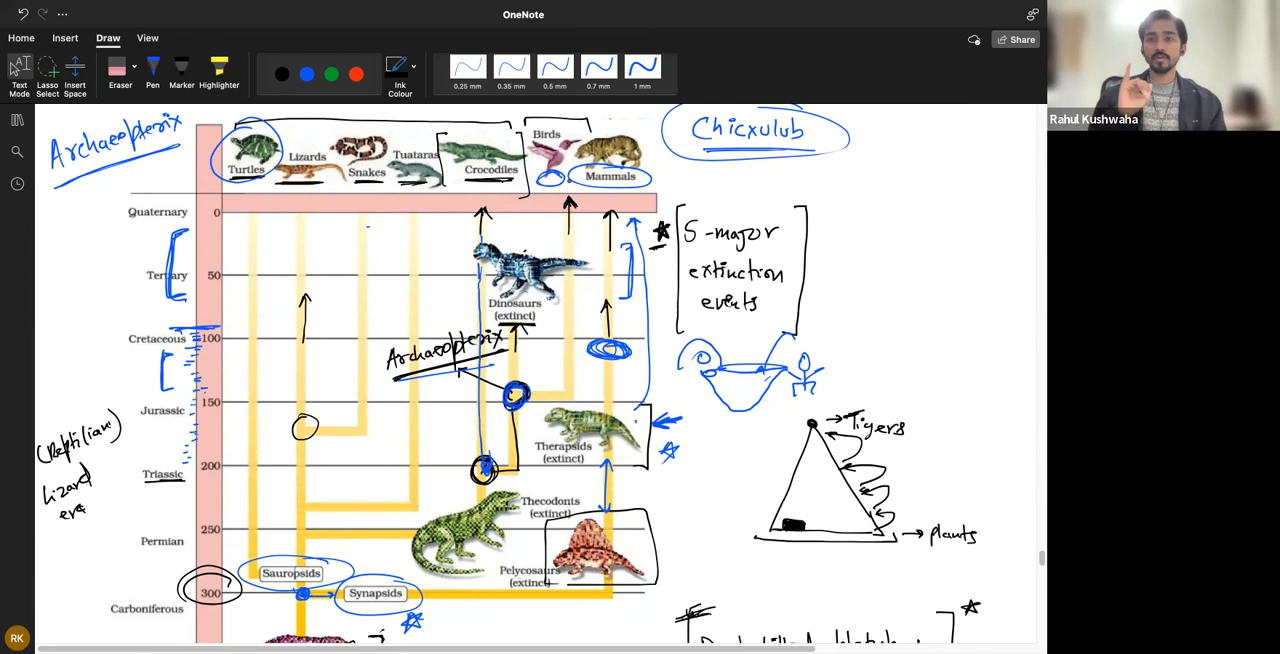 OneNote
Home Insert Draw View
Share
Text Mode
Lasso Select
Insert Space
Eraser
Pen
Marker
Highlighter
Ink Colour
0.25 mm 0.35 mm 0.5 mm 0.7 mm 1 mm
Rahul Kushwaha
Archaeopterix
Turtles
Lizards
Snakes
Tuataras
Crocodiles
Birds
Mammals
Chicxulub
Quaternary 0
Tertiary 50
Cretaceous 100
Jurassic 150
Triassic 200
250
Permian
300
Carboniferous
Dinosaurs
(extinct)
Archaeopterix
Therapsids
(extinct)
Thecodonts
(extinct)
Pelycosaurs
(extinct)
Sauropsids
Synapsids
5-major
extinction
events
Tigers
plants
(Reptilian)
lizard
era
RK